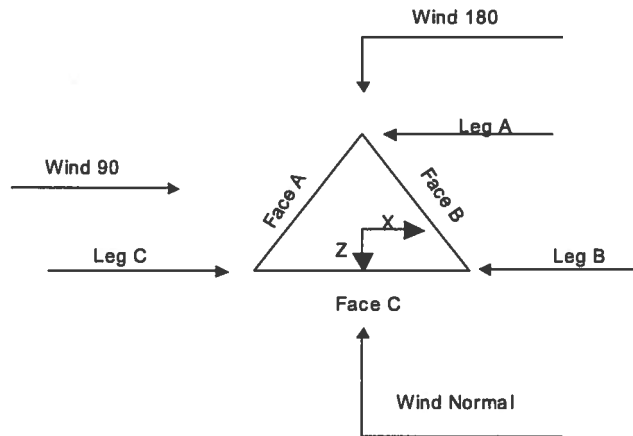 Wind 180
Leg A
Wind 90
Face A
Face B
X
Z
Leg C
Leg B
Face C
Wind Normal